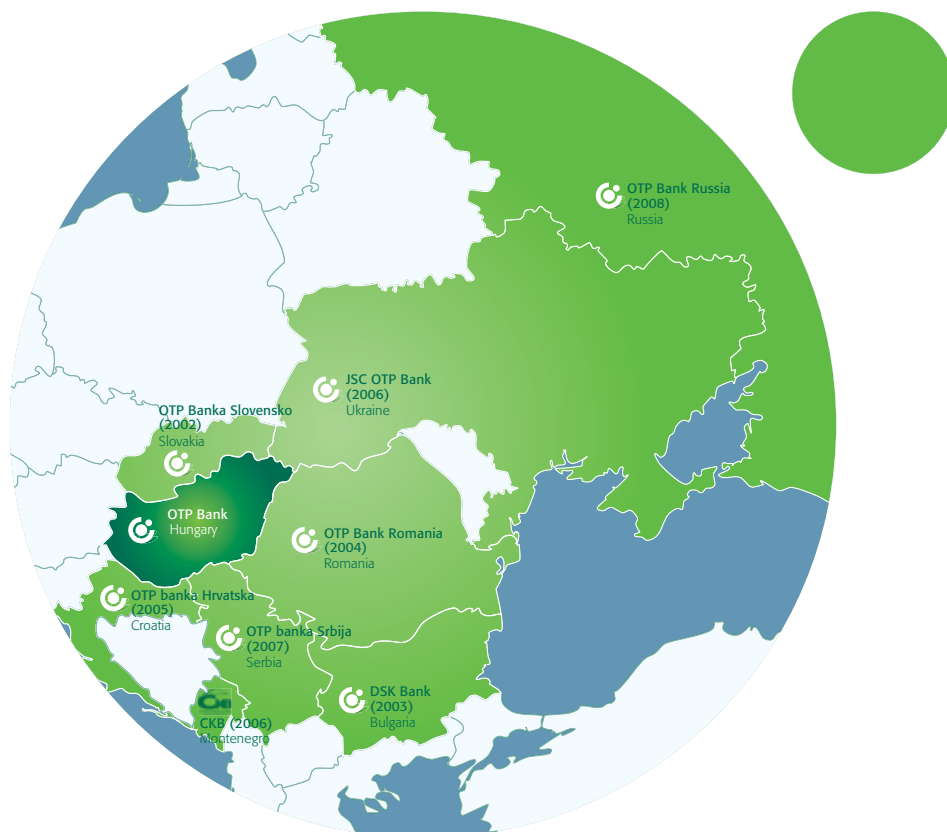 OTP Bank Russia
(2008)
Russia
JSC OTP Bank
(2006)
Ukraine
OTP Banka Slovensko
(2002)
Slovakia
OTP Bank
Hungary
OTP Bank Romania
(2004)
Romania
OTP banka Hrvatska
(2005)
Croatia
OTP banka Srbija
(2007)
Serbia
DSK Bank
(2003)
Bulgaria
CKB (2006)
Montenegro